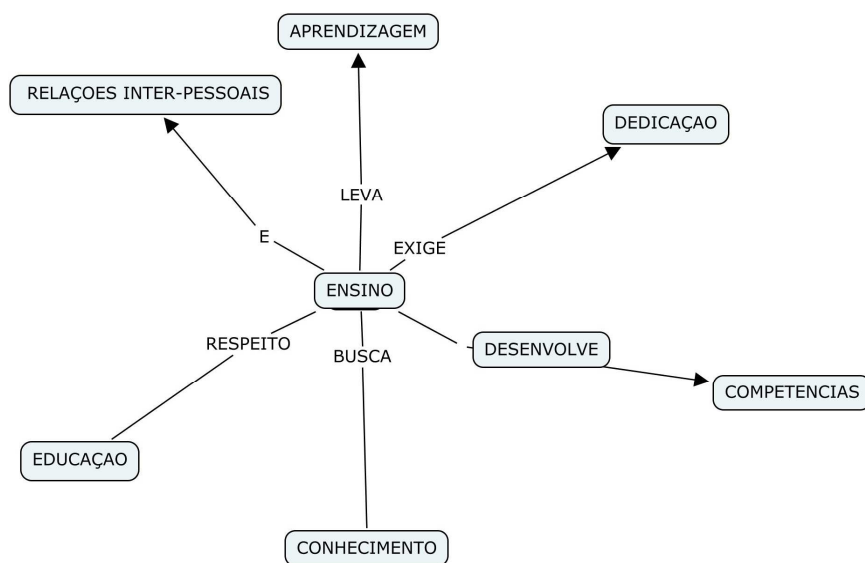 APRENDIZAGEM
RELAÇOES INTER-PESSOAIS
DEDICAÇAO
LEVA
E
EXIGE
ENSINO
RESPEITO
BUSCA
DESENVOLVE
COMPETENCIAS
EDUCAÇAO
CONHECIMENTO